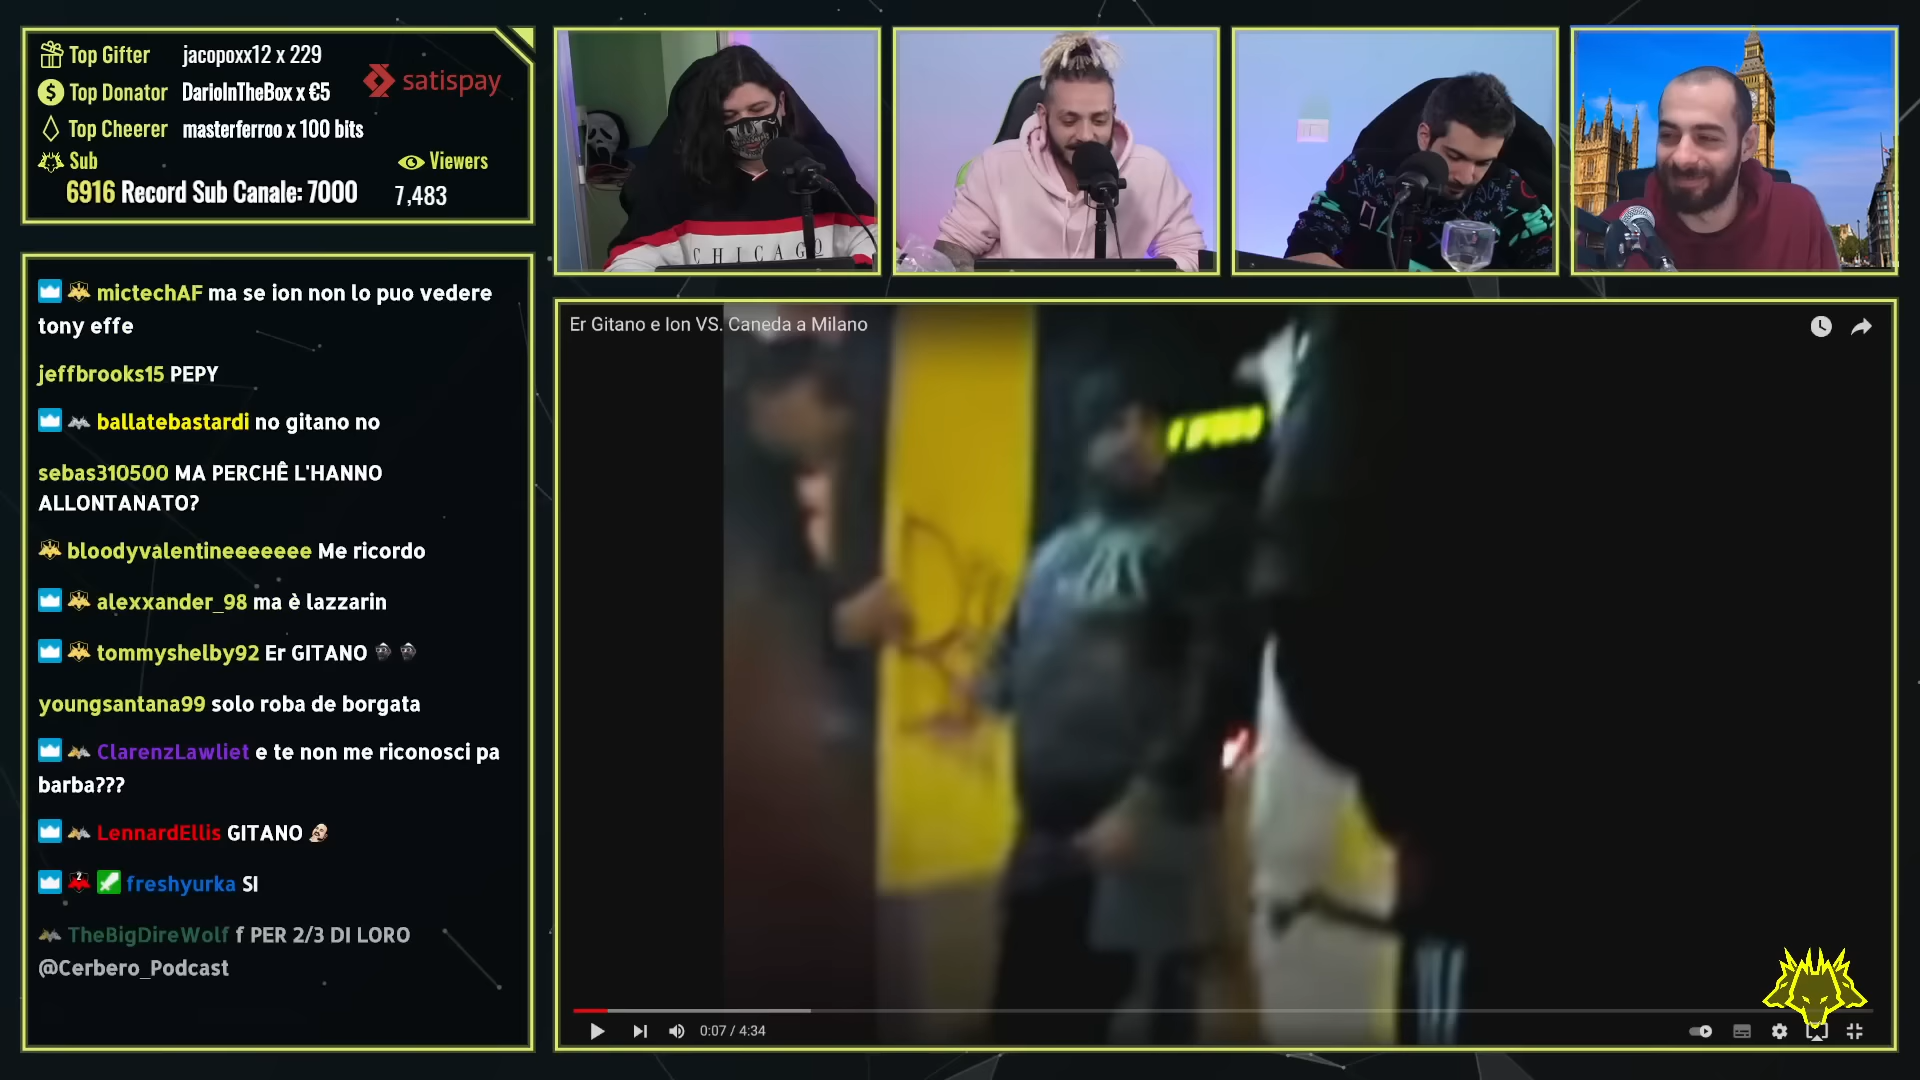 Top Gifter jacopoxx12 x 229
Top Donator DarioInTheBox x €5
satispay
Top Cheerer masterferroo x 100 bits
Sub
Viewers
6916 Record Sub Canale: 7000
7,483
mictechAF ma se ion non lo puo vedere
tony effe
jeffbrooks15 PEPY
ballatebastardi no gitano no
sebas310500 MA PERCHÊ L'HANNO
ALLONTANATO?
bloodyvalentineeeeeee Me ricordo
alexxander_98 ma è lazzarin
tommyshelby92 Er GITANO
youngsantana99 solo roba de borgata
ClarenzLawliet e te non me riconosci pa
barba???
LennardEllis GITANO
2
freshyurka SI
TheBigDireWolf f PER 2/3 DI LORO
@Cerbero_Podcast
CHICAGO
Er Gitano e Ion VS. Caneda a Milano
0:07 / 4:34